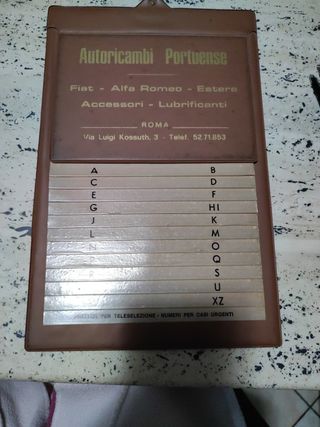 Autoricambi Portuense
Fiat - Alfa Romeo - Estere
Accessori - Lubrificanti
ROMA
Via Luigi Kossuth, 3 - Telef. 52.71.853
A B
C D
E F
G HI
J K
L M
N O
P Q
R S
U
XZ
PREFISSI PER TELESELEZIONE - NUMERI PER CASI URGENTI